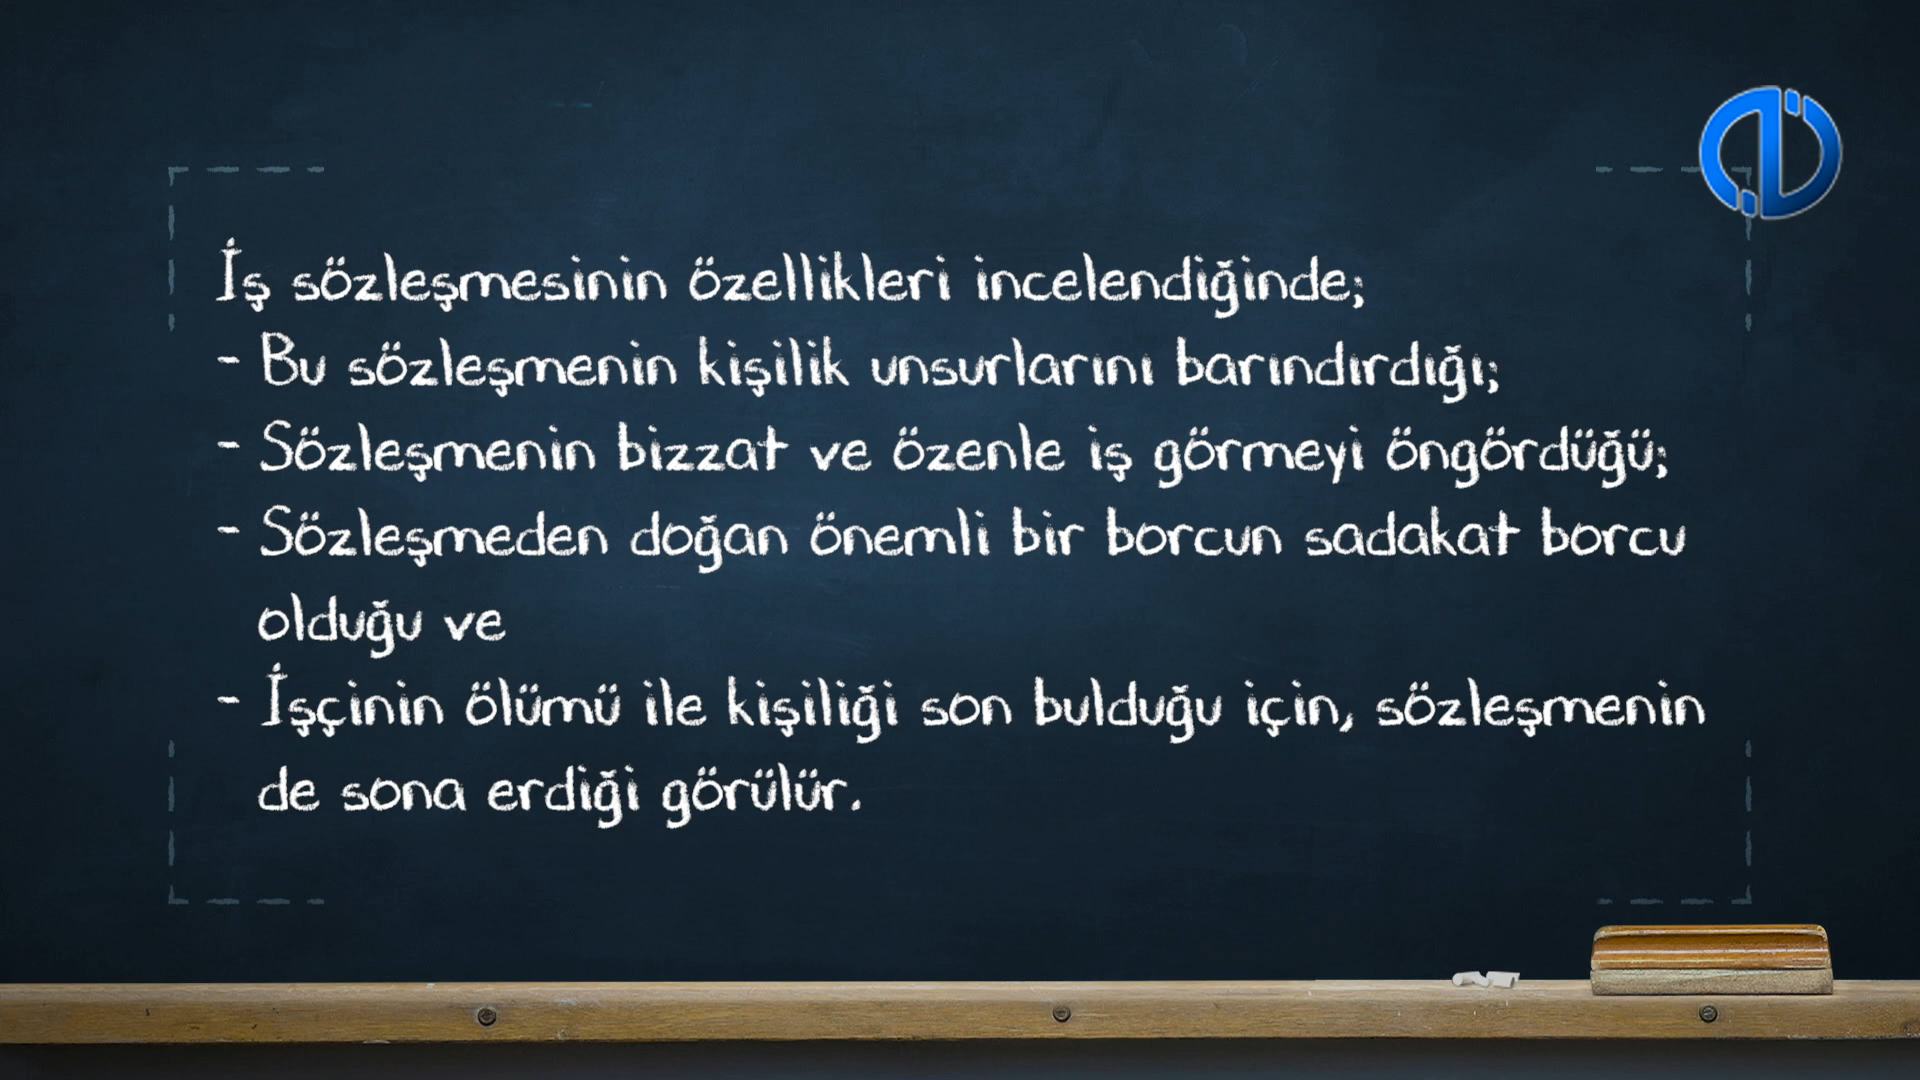 İş sözleşmesinin özellikleri incelendiğinde;
- Bu sözleşmenin kişilik unsurlarını barındırdığı;
- Sözleşmenin bizzat ve özenle iş görmeyi öngördüğü;
- Sözleşmeden doğan önemli bir borcun sadakat borcu
olduğu ve
- İşçinin ölümü ile kişiliği son bulduğu için, sözleşmenin
de sona erdiği görülür.